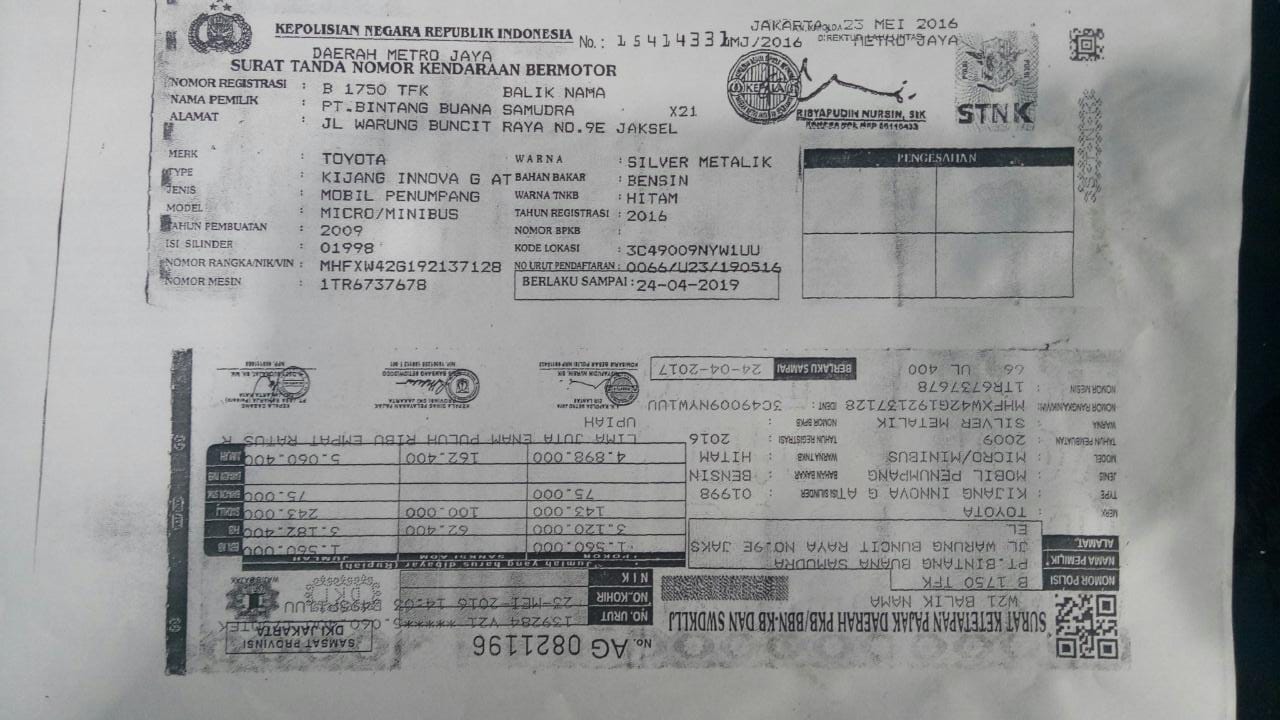 KEPOLISIAN NEGARA REPUBLIK INDONESIA
DAERAH METRO JAYA
SURAT TANDA NOMOR KENDARAAN BERMOTOR
No.: 15414331 MJ/2016
JAKARTA, 23 MEI 2016
DIREKTUR LALU LINTAS
METRO JAYA
KEPALA
RISYAPUDIN NURSIN, SIK
STNK
NOMOR REGISTRASI : B 1750 TFK BALIK NAMA
NAMA PEMILIK : PT.BINTANG BUANA SAMUDRA X21
ALAMAT : JL WARUNG BUNCIT RAYA NO.9E JAKSEL
MERK : TOYOTA
TYPE : KIJANG INNOVA G AT
JENIS : MOBIL PENUMPANG
MODEL : MICRO/MINIBUS
TAHUN PEMBUATAN : 2009
ISI SILINDER : 01998
NOMOR RANGKA/NIK/VIN : MHFXW42G192137128
NOMOR MESIN : 1TR6737678
WARNA : SILVER METALIK
BAHAN BAKAR : BENSIN
WARNA TNKB : HITAM
TAHUN REGISTRASI : 2016
NOMOR BPKB :
KODE LOKASI : 3C49009NYW1UU
NO URUT PENDAFTARAN : 0066/U23/190516
BERLAKU SAMPAI : 24-04-2019
PENGESAHAN
No. AG 0821196
SAMSAT PROVINSI
DKI JAKARTA
SURAT KETETAPAN PAJAK DAERAH PKB/BBN-KB DAN SWDKLLJ
W21 BALIK NAMA
NOMOR POLISI B 1750 TFK
NAMA PEMILIK PT.BINTANG BUANA SAMUDRA
ALAMAT JL WARUNG BUNCIT RAYA NO.9E JAKS
EL
MERK : TOYOTA
TYPE : KIJANG INNOVA G AT ISI SILINDER : 01998
JENIS : MOBIL PENUMPANG BAHAN BAKAR : BENSIN
MODEL : MICRO/MINIBUS WARNA TNKB : HITAM
TAHUN PEMBUATAN : 2009 TAHUN REGISTRASI : 2016
WARNA : SILVER METALIK NOMOR BPKB :
NOMOR RANGKA/NIK/VIN : MHFXW42G192137128 IDENT : 3C49009NYW1UU
NOMOR MESIN : 1TR6737678
66 UL 400
BERLAKU SAMPAI 24-04-2017
NO. URUT 139284 V21
NO. KOHIR 23-MEI-2016
NIK
Jumlah yang harus dibayar (Rupiah)
POKOK SANKSI ADM JUMLAH
BBN KB 1.560.000 1.560.000
PKB 3.120.000 62.400 3.182.400
SWDKLLJ 143.000 100.000 243.000
75.000 75.000
JUMLAH 4.898.000 162.400 5.060.400
LIMA JUTA ENAM PULUH RIBU EMPAT RATUS R
UPIAH